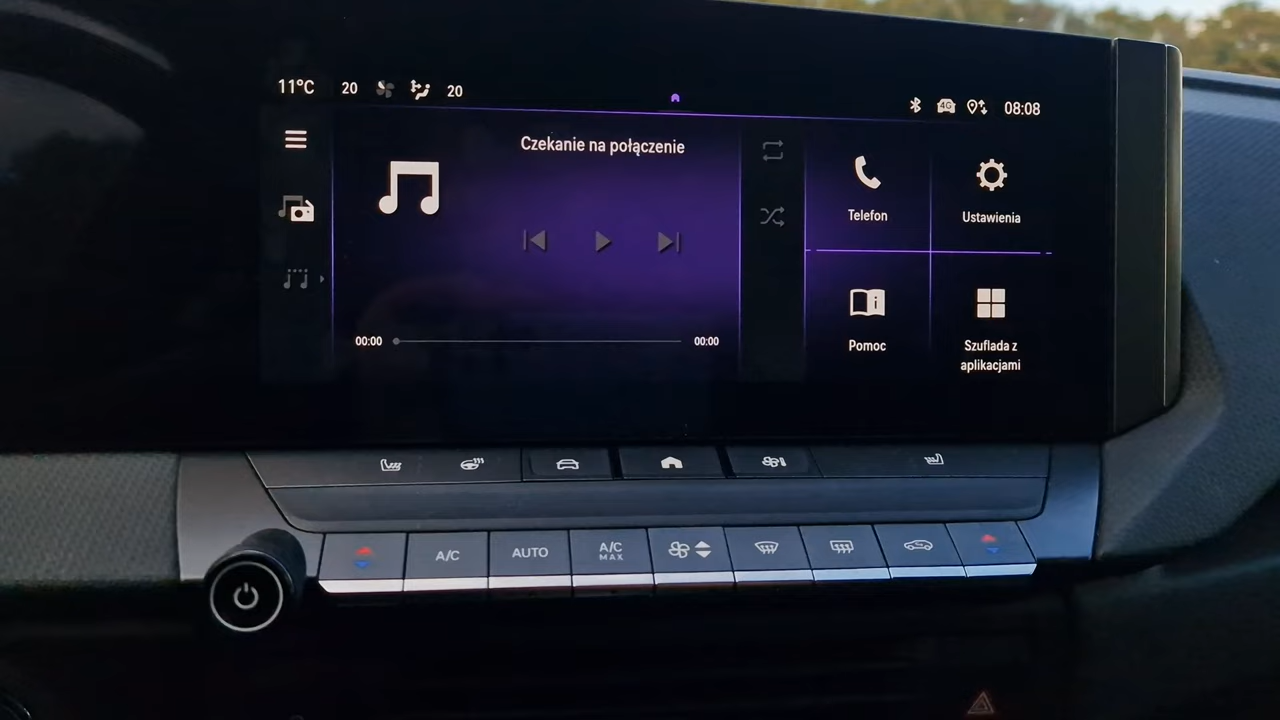 11°C 20 20
4G 08:08
Czekanie na połączenie
00:00 00:00
Telefon
Ustawienia
Pomoc
Szuflada z
aplikacjami
A/C
AUTO
A/C
MAX